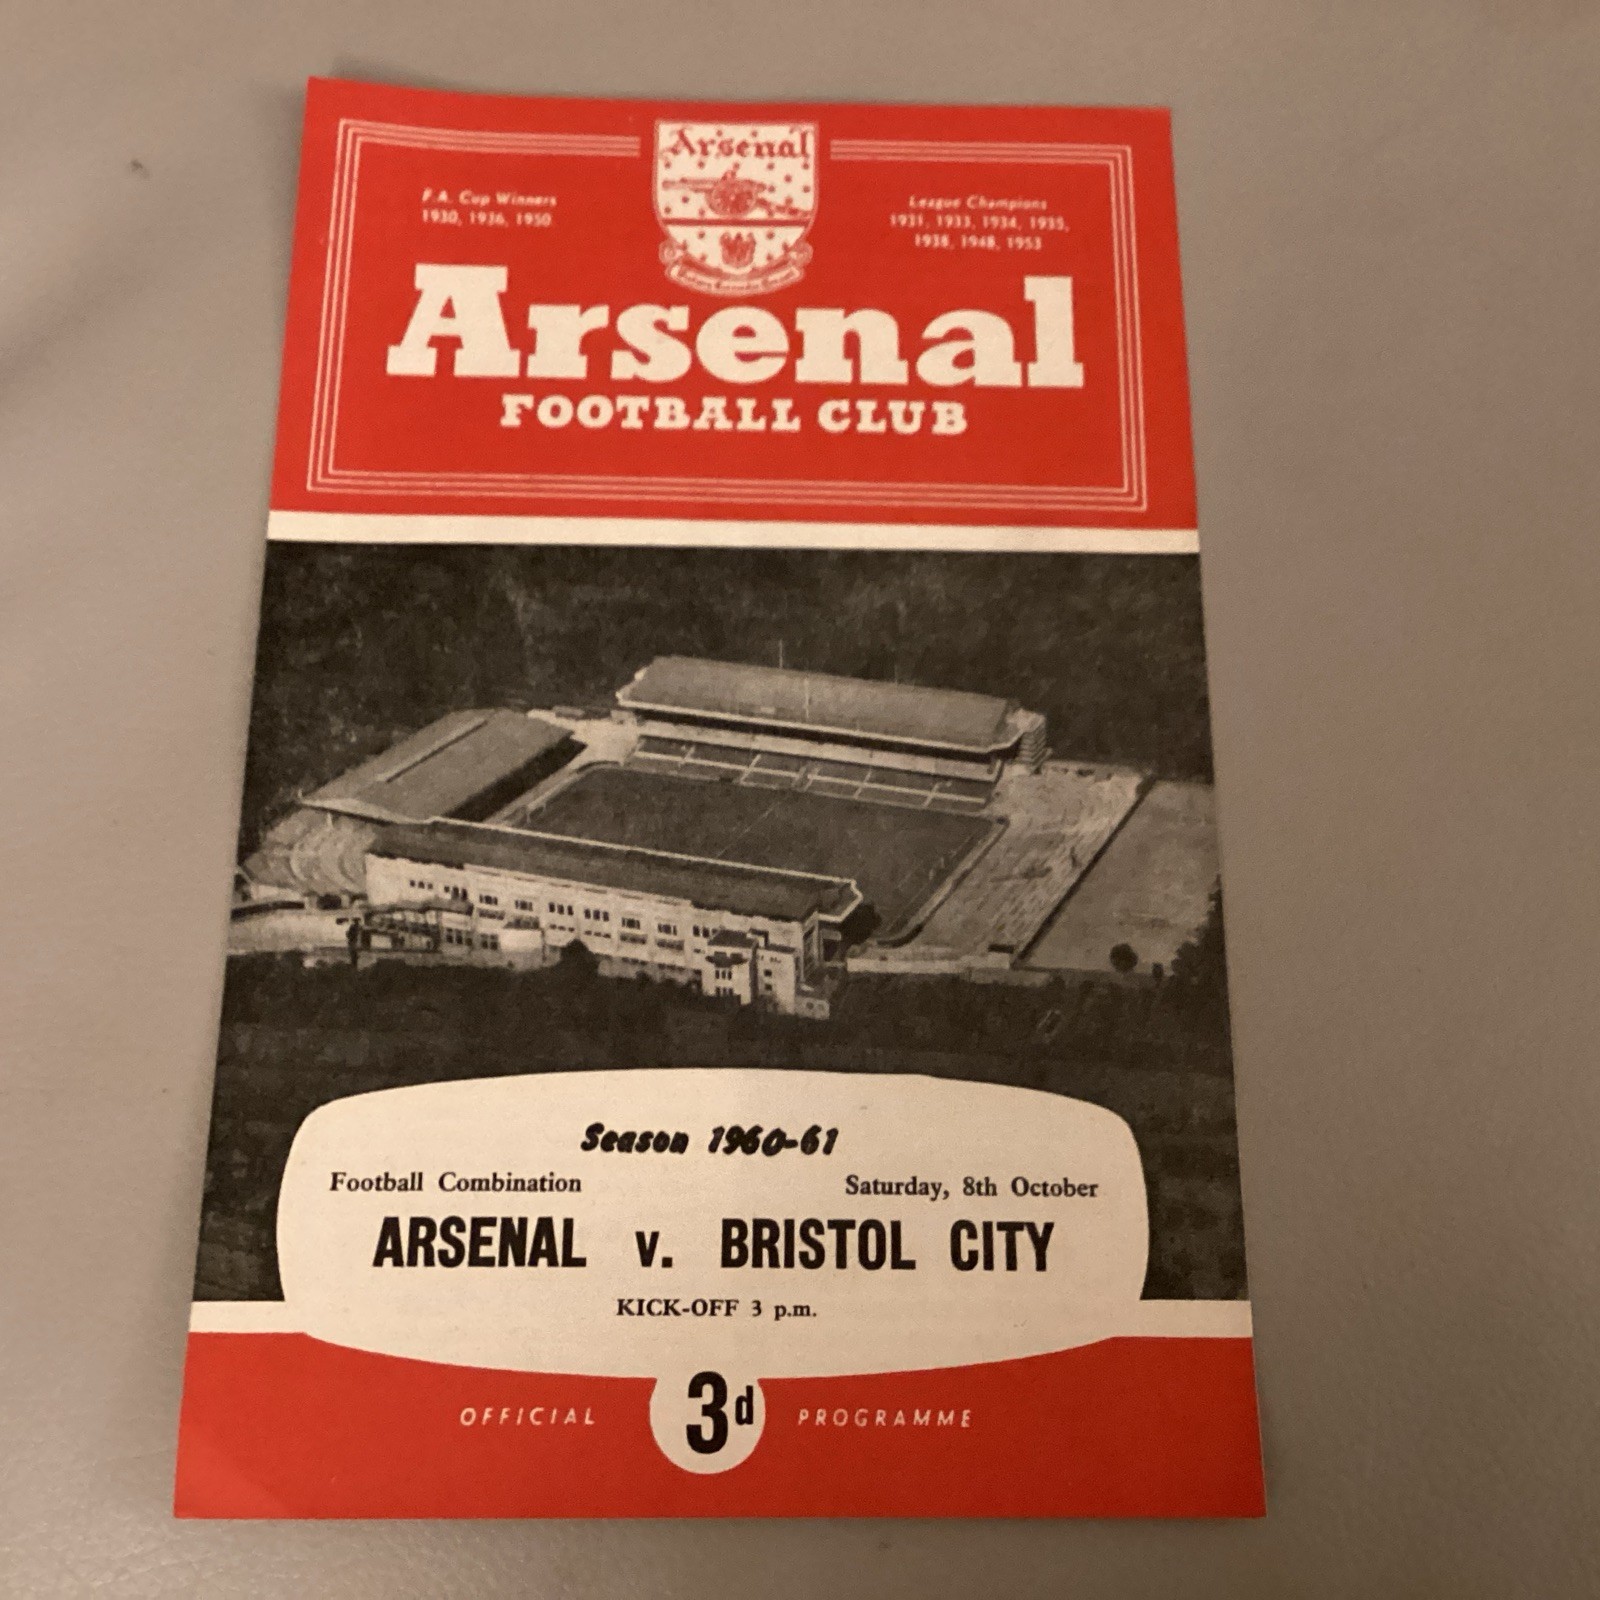 Arsenal
F.A. Cup Winners
1930, 1936, 1950
League Champions
1931, 1933, 1934, 1935,
1938, 1948, 1953
Arsenal
FOOTBALL CLUB
Season 1960-61
Football Combination
Saturday, 8th October
ARSENAL v. BRISTOL CITY
KICK-OFF 3 p.m.
OFFICIAL 3d PROGRAMME